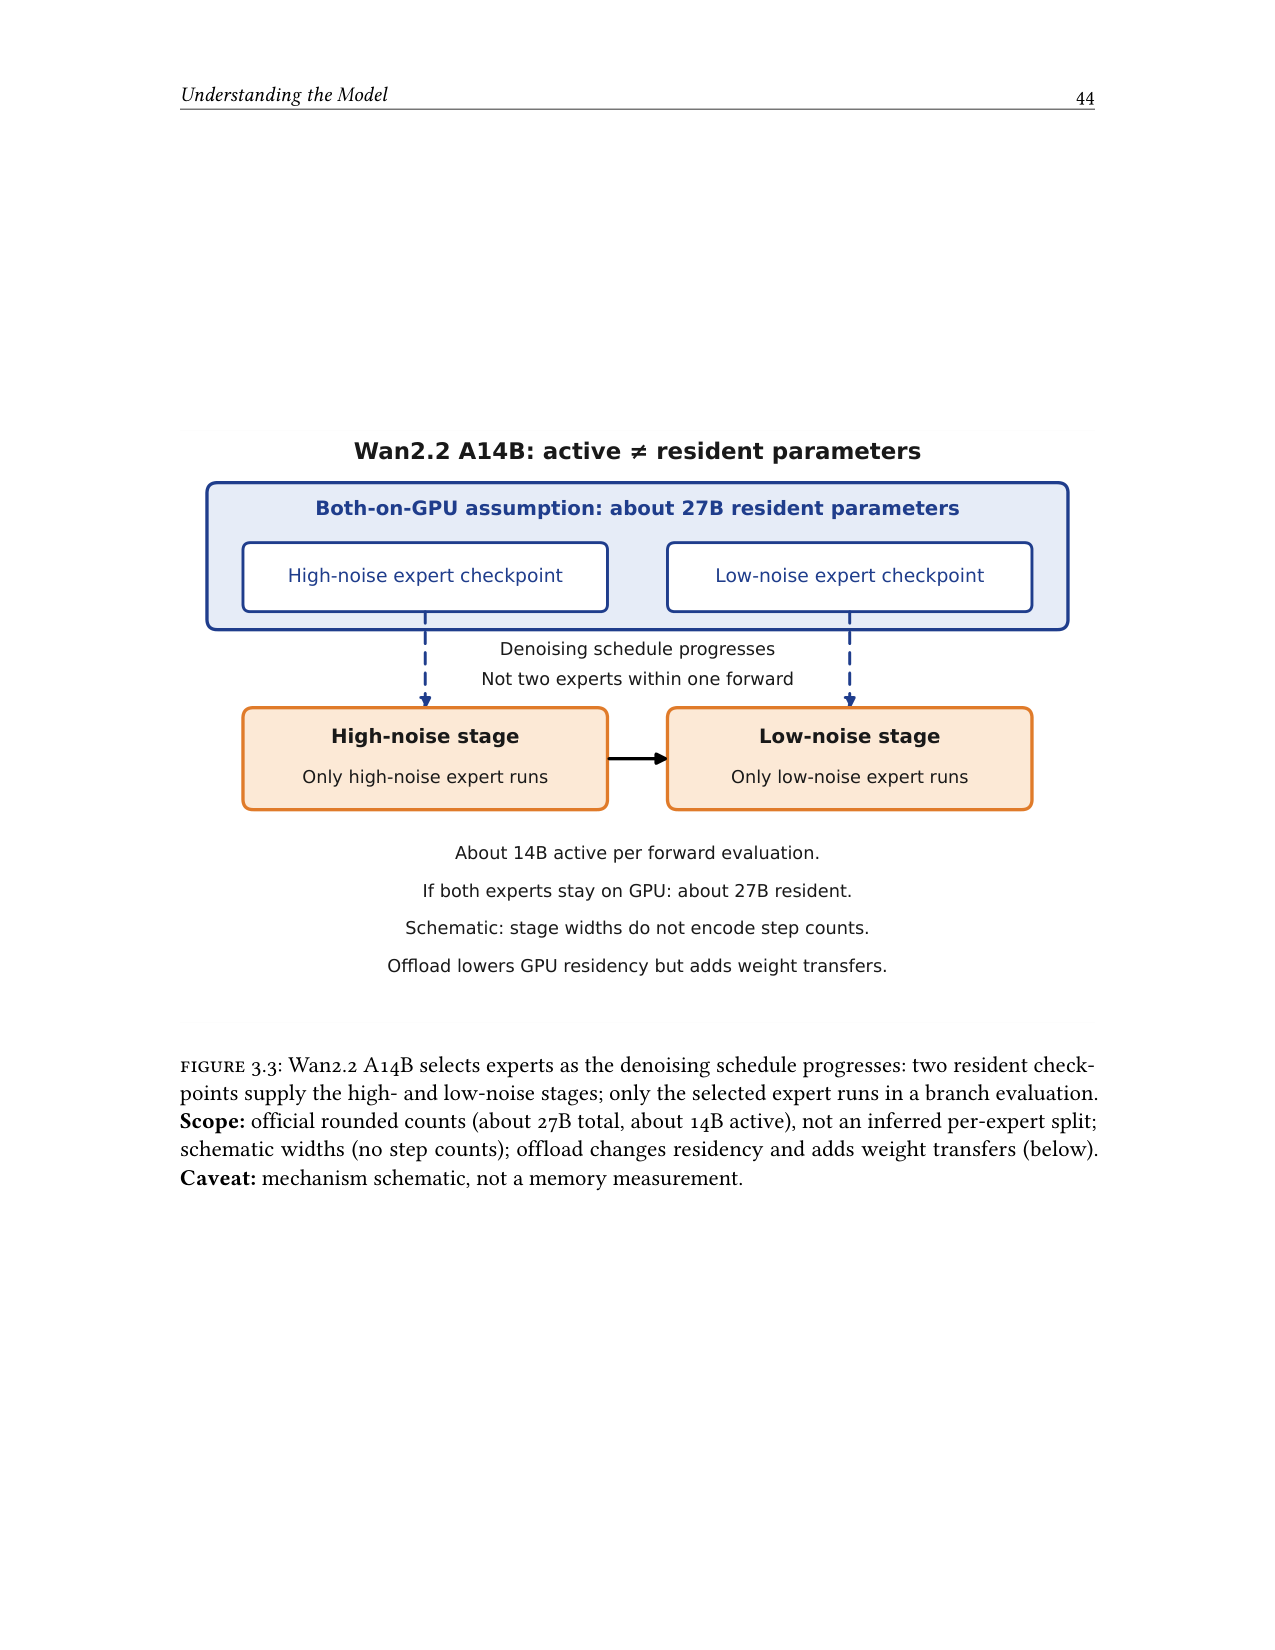 Understanding the Model 44
Wan2.2 A14B: active ≠ resident parameters
Both-on-GPU assumption: about 27B resident parameters
High-noise expert checkpoint
Low-noise expert checkpoint
Denoising schedule progresses
Not two experts within one forward
High-noise stage
Only high-noise expert runs
Low-noise stage
Only low-noise expert runs
About 14B active per forward evaluation.
If both experts stay on GPU: about 27B resident.
Schematic: stage widths do not encode step counts.
Offload lowers GPU residency but adds weight transfers.
FIGURE 3.3: Wan2.2 A14B selects experts as the denoising schedule progresses: two resident check-
points supply the high- and low-noise stages; only the selected expert runs in a branch evaluation.
Scope: official rounded counts (about 27B total, about 14B active), not an inferred per-expert split;
schematic widths (no step counts); offload changes residency and adds weight transfers (below).
Caveat: mechanism schematic, not a memory measurement.